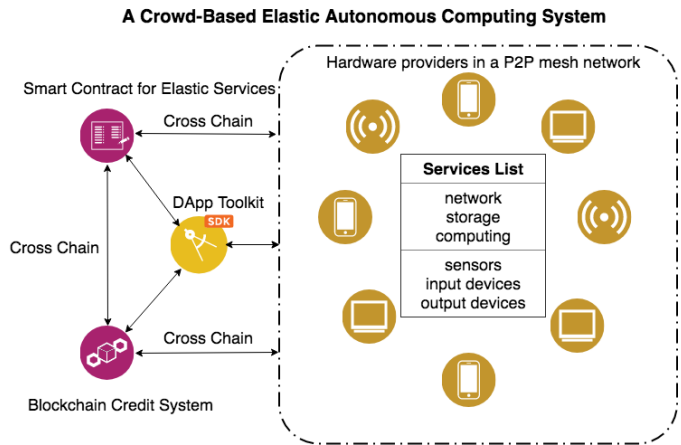 A Crowd-Based Elastic Autonomous Computing System
Hardware providers in a P2P mesh network
Smart Contract for Elastic Services
Cross Chain
Services List
DApp Toolkit
SDK
network
storage
computing
Cross Chain
sensors
input devices
output devices
Cross Chain
Blockchain Credit System